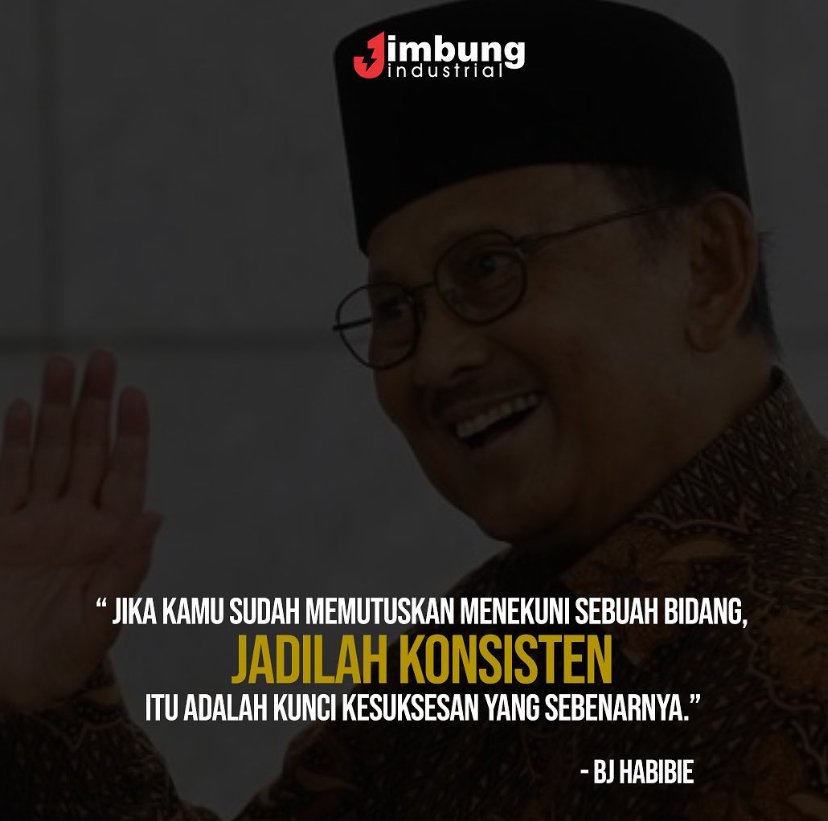 Jimbung
industrial
“ JIKA KAMU SUDAH MEMUTUSKAN MENEKUNI SEBUAH BIDANG,
JADILAH KONSISTEN
ITU ADALAH KUNCI KESUKSESAN YANG SEBENARNYA.”
- BJ HABIBIE